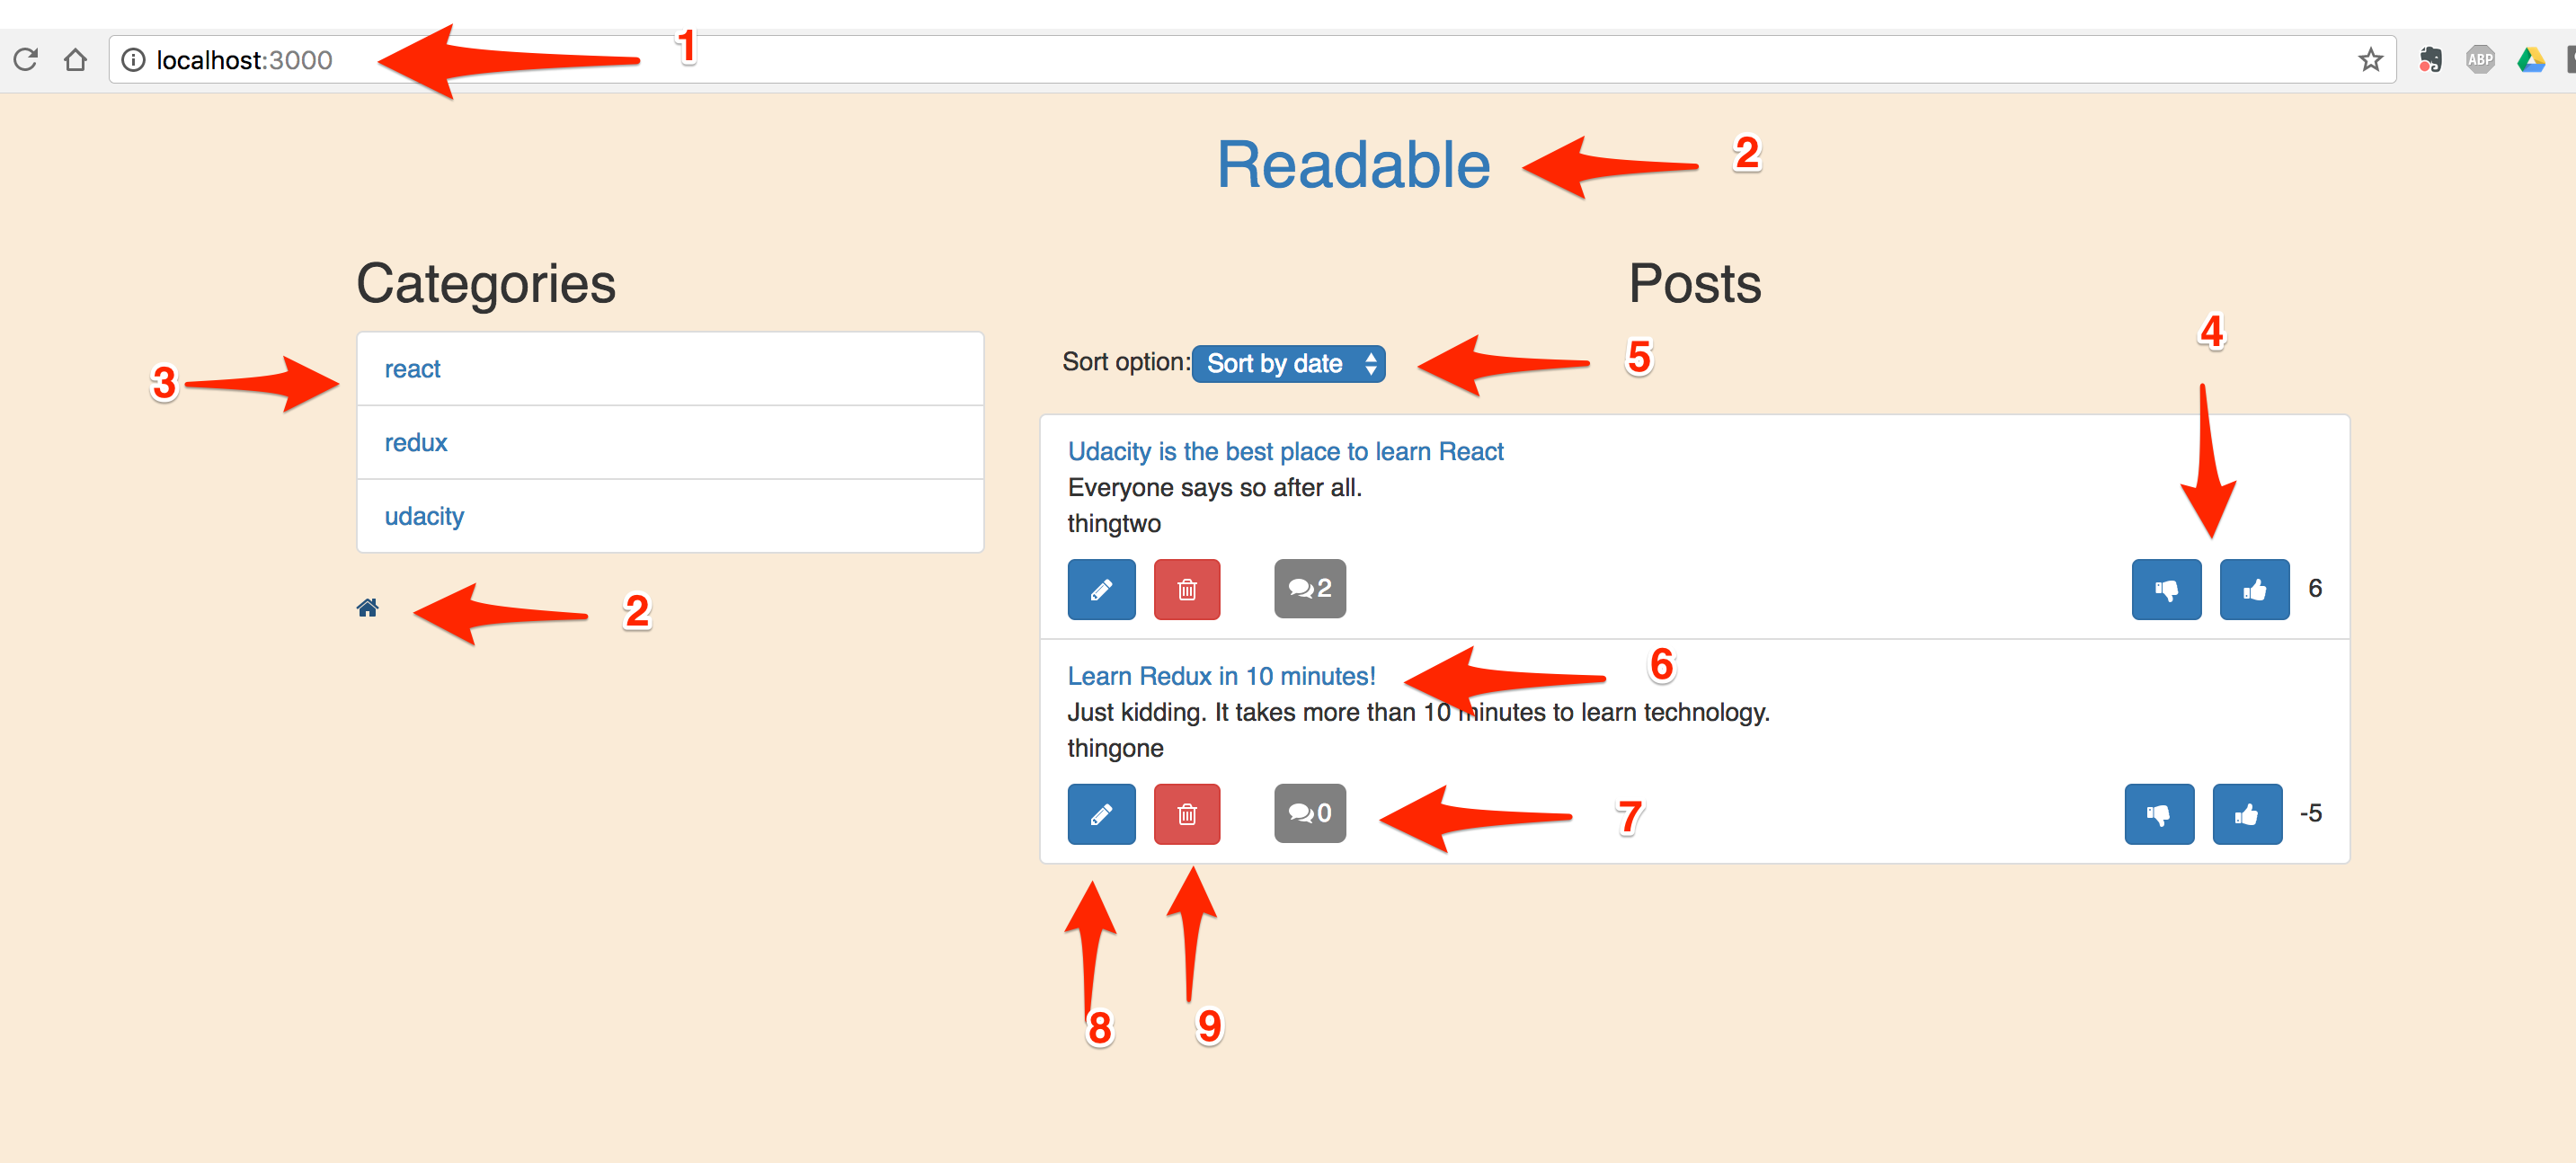 localhost:3000
1
ABP
Readable
2
Categories
Posts
3
react
redux
udacity
2
Sort option: Sort by date
5
4
Udacity is the best place to learn React
Everyone says so after all.
thingtwo
2
6
Learn Redux in 10 minutes!
6
Just kidding. It takes more than 10 minutes to learn technology.
thingone
0
7
-5
8
9